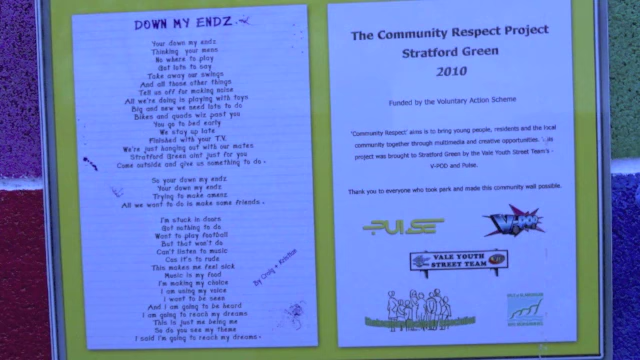 DOWN MY ENDZ
Your down my endz
Thinking your menz
No where to play
Got lots to say
Take away our swings
And all those other things
Tell us off for making noise
All we're doing is playing with toys
Big and new we need lots to do
Bikes and quads wiz past you
You go to bed early
We stay up late
Finished with your T.V.
We're just hanging out with our mates
Stratford Green aint just for you
Come outside and give us something to do.
So your down my endz
Your down my endz
Trying to make amenz
All we want to do is make some friends.
I'm stuck in doors
Got nothing to do
Want to play football
But that won't do
Can't listen to music
Cos it's to rude
This makes me feel sick
Music is my food
I'm making my choice
I am using my voice
I want to be seen
And I am going to be heard
I am going to reach my dreams
This is just me being me
So do you see my theme
I said I'm going to reach my dreams.
By Craig +
The Community Respect Project
Stratford Green
2010
Funded by the Voluntary Action Scheme
'Community Respect' aims is to bring young people, residents and the local
community together through multimedia and creative opportunities.
project was brought to Stratford Green by the Vale Youth Street Team's -
V-POD and Pulse.
Thank you to everyone who took park and made this community wall possible.
PULSE
V-POD
VALE YOUTH
STREET TEAM